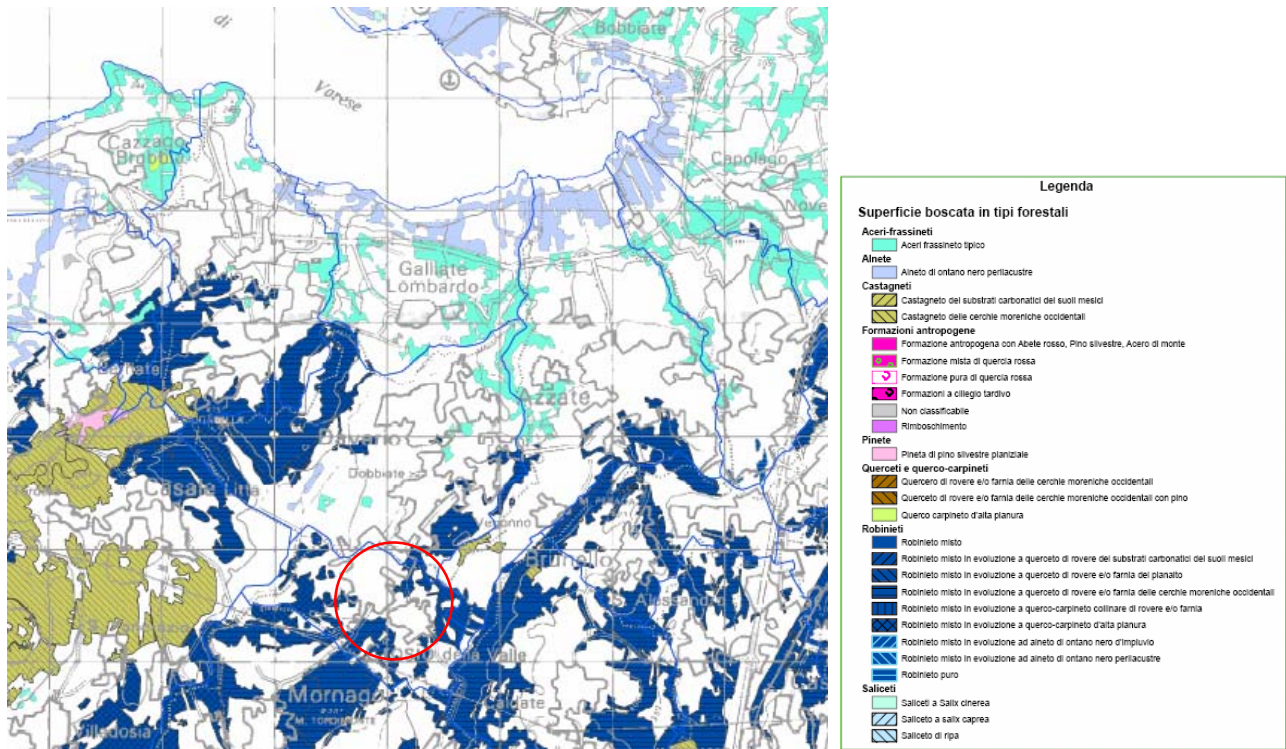 di
Varese
Bobbiate
Cazzago
Brabbia
Capolago
Galliate
Lombardo
Azzate
Casale
Dobbiate
Brunello
Alessandro
della Valle
Mornago
Caidate
Villadosia
Legenda
Superficie boscata in tipi forestali
Aceri-frassineti
Aceri frassineto tipico
Alnete
Alneto di ontano nero perilacustre
Castagneti
Castagneto dei substrati carbonatici dei suoli mesici
Castagneto delle cerchie moreniche occidentali
Formazioni antropogene
Formazione antropogena con Abete rosso, Pino silvestre, Acero di monte
Formazione mista di quercia rossa
Formazione pura di quercia rossa
Formazioni a ciliegio tardivo
Non classificabile
Rimboschimento
Pinete
Pineta di pino silvestre planiziale
Querceti e querco-carpineti
Quercero di rovere e/o farnia delle cerchie moreniche occidentali
Querceto di rovere e/o farnia delle cerchie moreniche occidentali con pino
Querco carpineto d'alta pianura
Robinieti
Robinieto misto
Robinieto misto in evoluzione a querceto di rovere dei substrati carbonatici dei suoli mesici
Robinieto misto in evoluzione a querceto di rovere e/o farnia del pianalto
Robinieto misto in evoluzione a querceto di rovere e/o farnia delle cerchie moreniche occidentali
Robinieto misto in evoluzione a querco-carpineto collinare di rovere e/o farnia
Robinieto misto in evoluzione a querco-carpineto d'alta pianura
Robinieto misto in evoluzione ad alneto di ontano nero d'impluvio
Robinieto misto in evoluzione ad alneto di ontano nero perilacustre
Robinieto puro
Saliceti
Saliceti a Salix cinerea
Saliceto a salix caprea
Saliceto di ripa